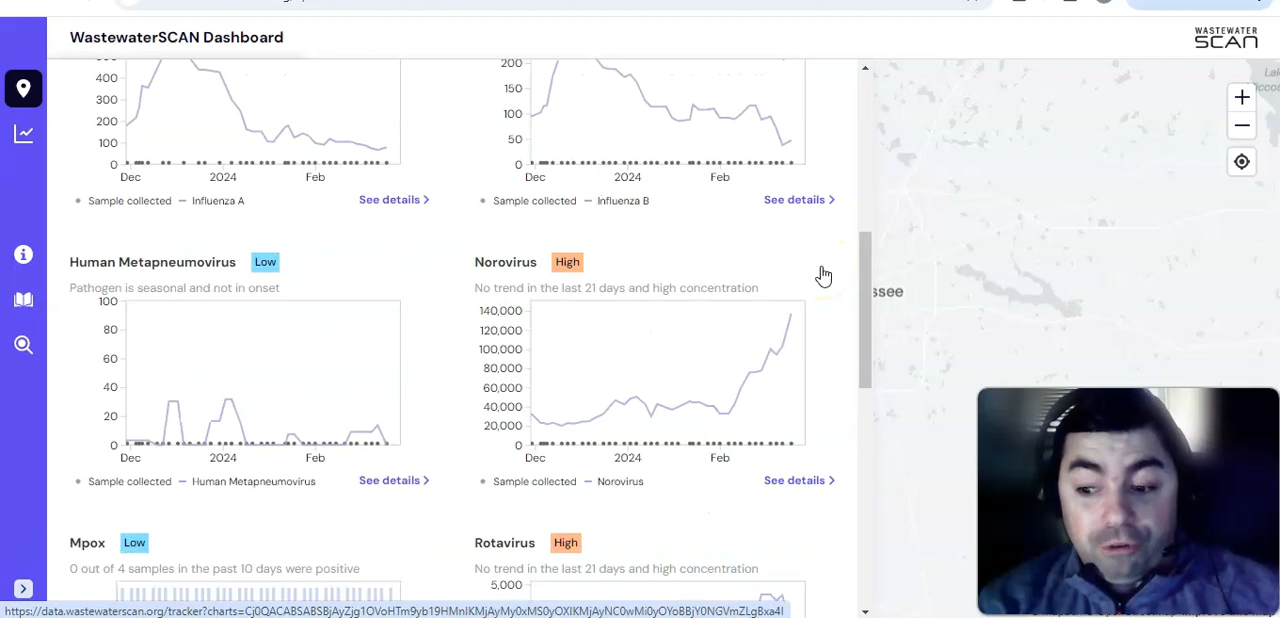 WastewaterSCAN Dashboard
WASTEWATER
SCAN
400
300
200
100
0
Dec 2024 Feb
Sample collected Influenza A See details >
200
150
100
50
0
Dec 2024 Feb
Sample collected Influenza B See details >
Human Metapneumovirus Low
Pathogen is seasonal and not in onset
100
80
60
40
20
0
Dec 2024 Feb
Sample collected Human Metapneumovirus See details >
Norovirus High
No trend in the last 21 days and high concentration
140,000
120,000
100,000
80,000
60,000
40,000
20,000
0
Dec 2024 Feb
Sample collected Norovirus See details >
Mpox Low
0 out of 4 samples in the past 10 days were positive
Rotavirus High
No trend in the last 21 days and high concentration
5,000
ssee